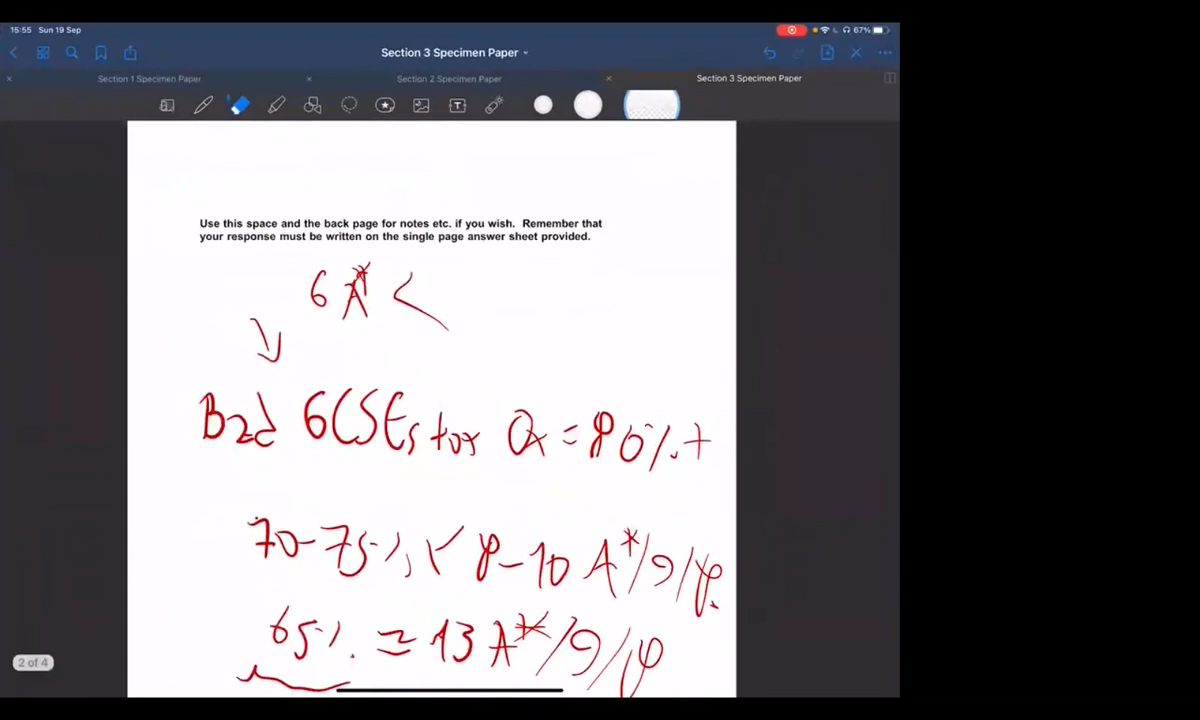 15:55 Sun 19 Sep
67%
Section 3 Specimen Paper
Section 1 Specimen Paper
Section 2 Specimen Paper
Section 3 Specimen Paper
Use this space and the back page for notes etc. if you wish. Remember that
your response must be written on the single page answer sheet provided.
6 A* <
Bad GCSEs for Ox = 80%+
70-75% < 8-10 A*/9/8.
65% = 13 A*/9/8
2 of 4